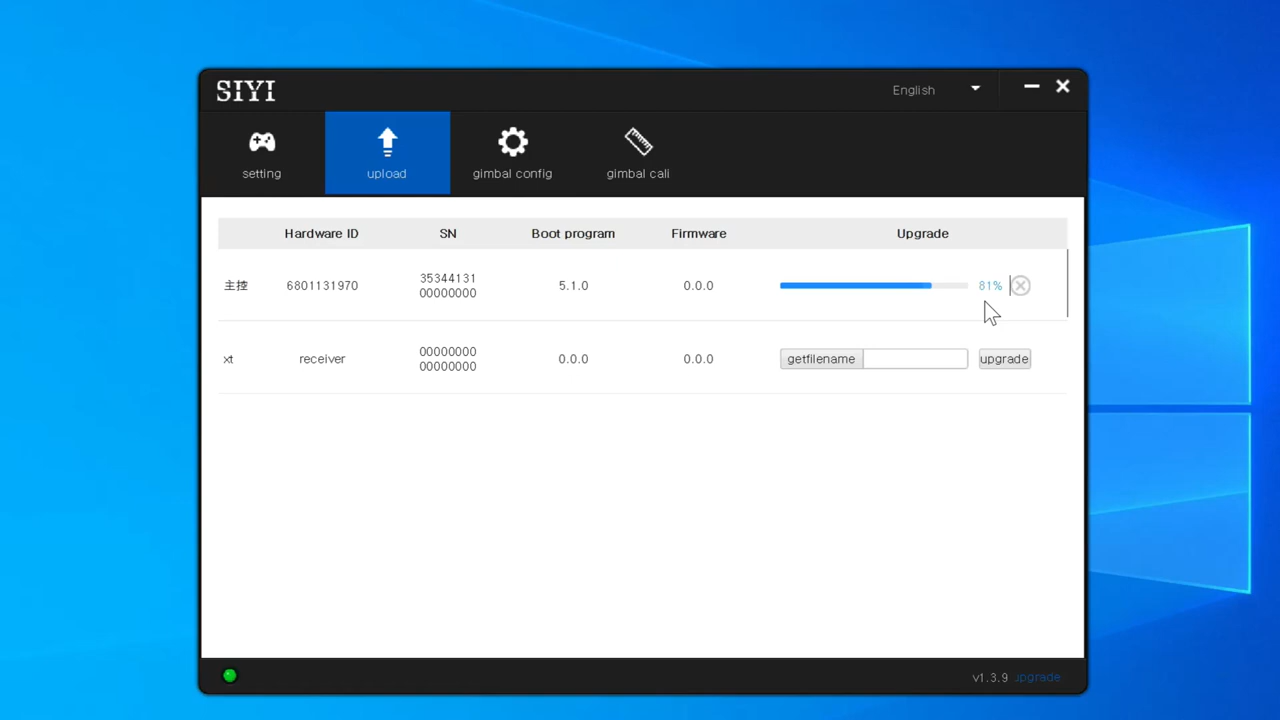 SIYI
English
setting
upload
gimbal config
gimbal cali
Hardware ID
SN
Boot program
Firmware
Upgrade
主控
6801131970
35344131
00000000
5.1.0
0.0.0
81%
xt
receiver
00000000
00000000
0.0.0
0.0.0
getfilename
upgrade
v1.3.9
upgrade